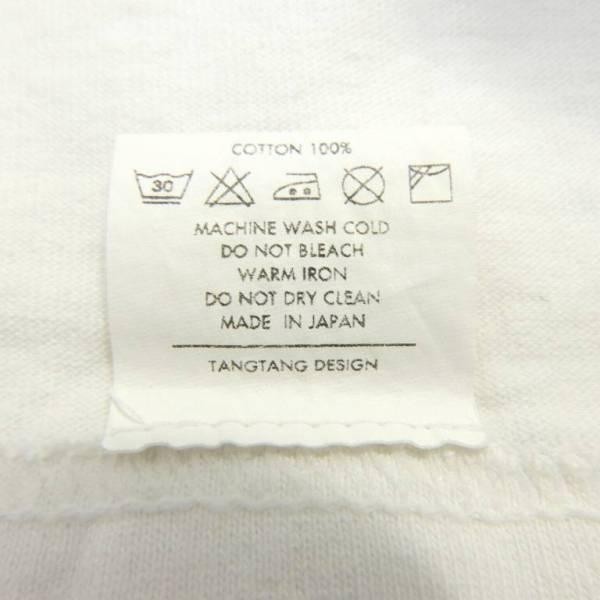 COTTON 100%
30
MACHINE WASH COLD
DO NOT BLEACH
WARM IRON
DO NOT DRY CLEAN
MADE IN JAPAN
TANGTANG DESIGN